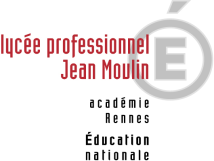 lycée professionnel
Jean Moulin
É
académie
Rennes
Éducation
nationale